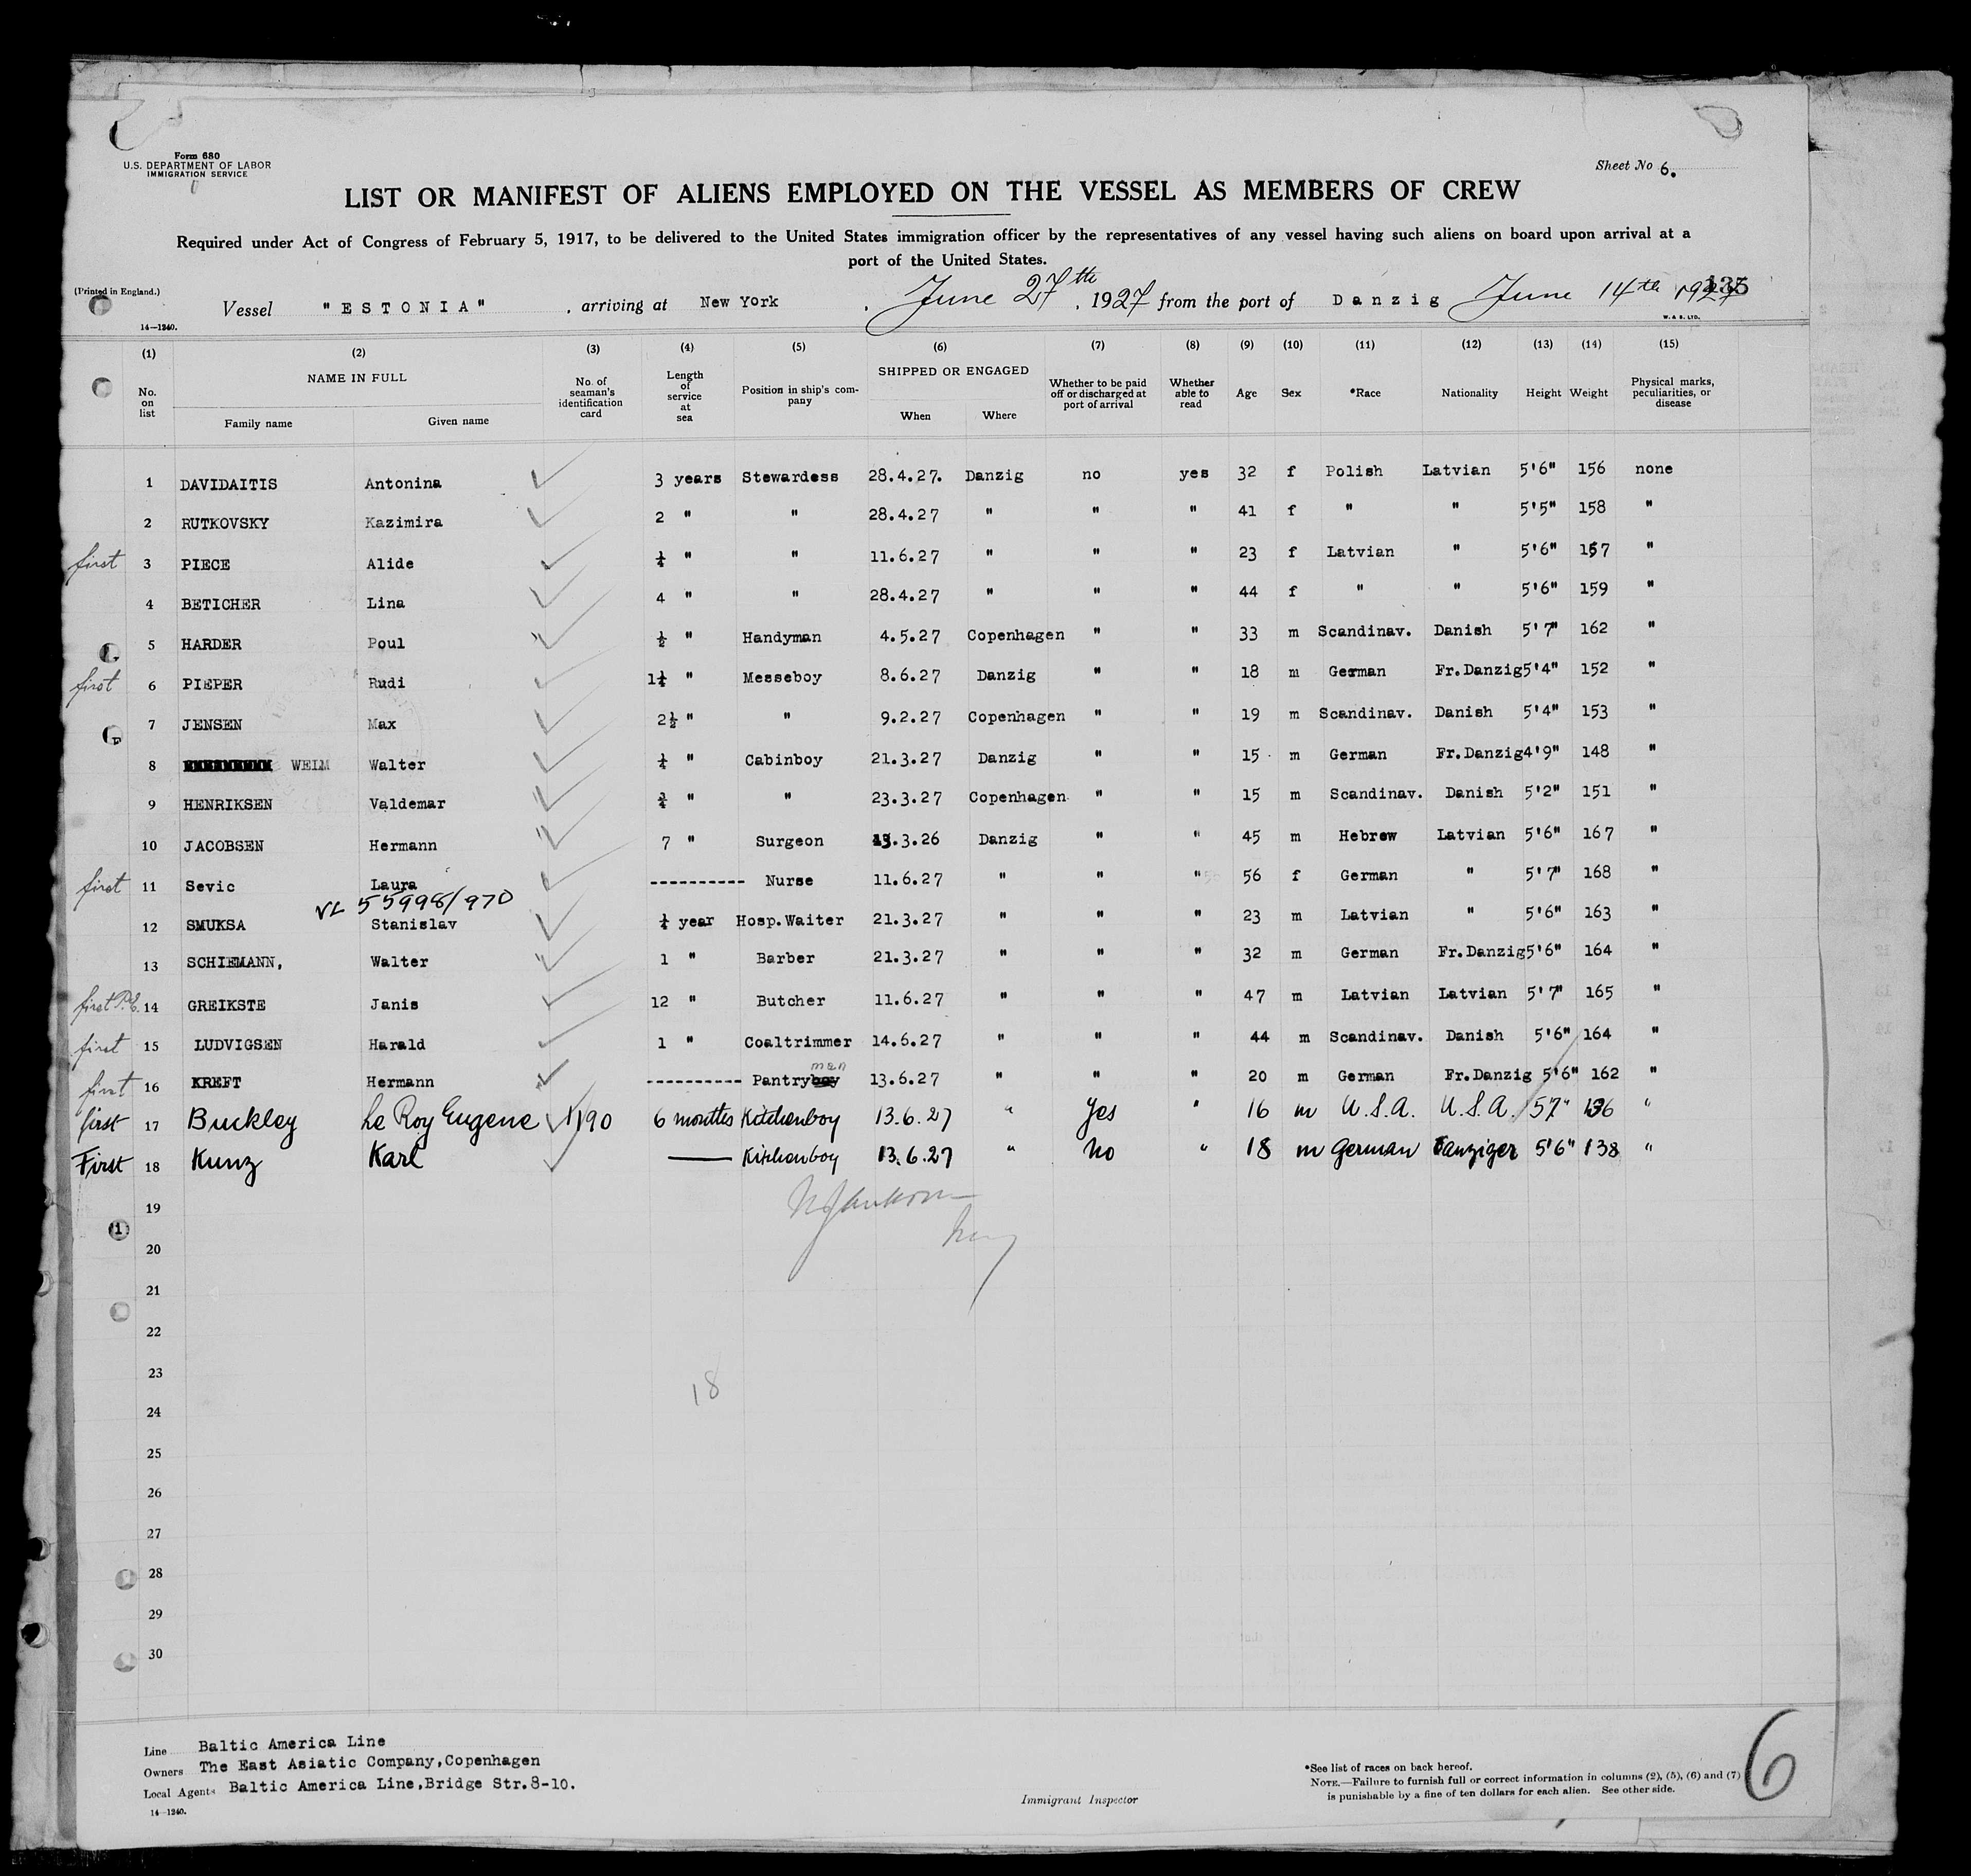 Form 680
U.S. DEPARTMENT OF LABOR
IMMIGRATION SERVICE
Sheet No 6.
LIST OR MANIFEST OF ALIENS EMPLOYED ON THE VESSEL AS MEMBERS OF CREW
Required under Act of Congress of February 5, 1917, to be delivered to the United States immigration officer by the representatives of any vessel having such aliens on board upon arrival at a
port of the United States.
(Printed in England.)
Vessel "ESTONIA", arriving at New York, June 27th, 1927 from the port of Danzig June 14th 1927
135
14—1240.
W. & S. LTD.
(1) (2) (3) (4) (5) (6) (7) (8) (9) (10) (11) (12) (13) (14) (15)
No. on list
NAME IN FULL
Family name Given name
No. of seaman's identification card
Length of service at sea
Position in ship's company
SHIPPED OR ENGAGED
When Where
Whether to be paid off or discharged at port of arrival
Whether able to read
Age Sex *Race Nationality Height Weight
Physical marks, peculiarities, or disease
1 DAVIDAITIS Antonina 3 years Stewardess 28.4.27. Danzig no yes 32 f Polish Latvian 5'6" 156 none
2 RUTKOVSKY Kazimira 2 " " 28.4.27 " " " 41 f " " 5'5" 158 "
first 3 PIECE Alide ¼ " " 11.6.27 " " " 23 f Latvian " 5'6" 157 "
4 BETICHER Lina 4 " " 28.4.27 " " " 44 f " " 5'6" 159 "
5 HARDER Poul ½ " Handyman 4.5.27 Copenhagen " " 33 m Scandinav. Danish 5'7" 162 "
first 6 PIEPER Rudi 1¼ " Messeboy 8.6.27 Danzig " " 18 m German Fr.Danzig 5'4" 152 "
7 JENSEN Max 2½ " " 9.2.27 Copenhagen " " 19 m Scandinav. Danish 5'4" 153 "
8 WEIM Walter ¼ " Cabinboy 21.3.27 Danzig " " 15 m German Fr.Danzig 4'9" 148 "
9 HENRIKSEN Valdemar ¾ " " 23.3.27 Copenhagen " " 15 m Scandinav. Danish 5'2" 151 "
10 JACOBSEN Hermann 7 " Surgeon 13.3.26 Danzig " " 45 m Hebrew Latvian 5'6" 167 "
first 11 Sevic Laura ---------- Nurse 11.6.27 " " " 56 f German " 5'7" 168 "
55998/970
12 SMUKSA Stanislav ¼ year Hosp.Waiter 21.3.27 " " " 23 m Latvian " 5'6" 163 "
13 SCHIEMANN, Walter 1 " Barber 21.3.27 " " " 32 m German Fr.Danzig 5'6" 164 "
first P.E. 14 GREIKSTE Janis 12 " Butcher 11.6.27 " " " 47 m Latvian Latvian 5'7" 165 "
first 15 LUDVIGSEN Harald 1 " Coaltrimmer 14.6.27 " " " 44 m Scandinav. Danish 5'6" 164 "
first 16 KREFT Hermann ---------- Pantryboy men 13.6.27 " " " 20 m German Fr.Danzig 5'6" 162 "
first 17 Buckley Le Roy Eugene 6 months Kitchenboy 13.6.27 " Yes " 16 m U.S.A. U.S.A. 5'7" 136 "
First 18 Kunz Karl — Kitchenboy 13.6.27 " No " 18 m German Danziger 5'6" 138 "
19
20
21
22
23
18
24
25
26
27
28
29
30
Line Baltic America Line
Owners The East Asiatic Company,Copenhagen
Local Agents Baltic America Line,Bridge Str.8-10.
14—1240.
Immigrant Inspector
*See list of races on back hereof.
NOTE.—Failure to furnish full or correct information in columns (2), (5), (6) and (7)
is punishable by a fine of ten dollars for each alien. See other side.
6